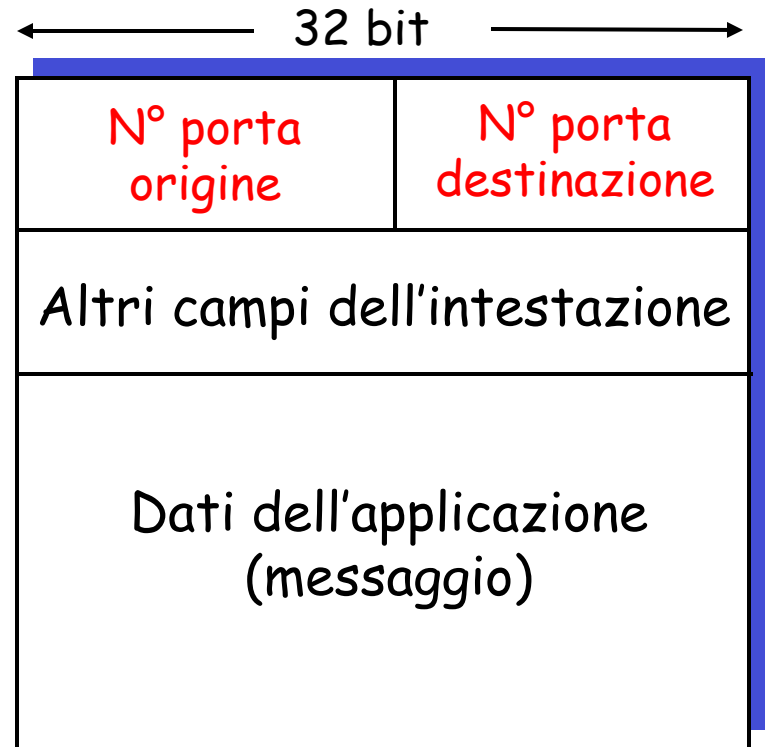 32 bit
N° porta
origine
N° porta
destinazione
Altri campi dell’intestazione
Dati dell’applicazione
(messaggio)